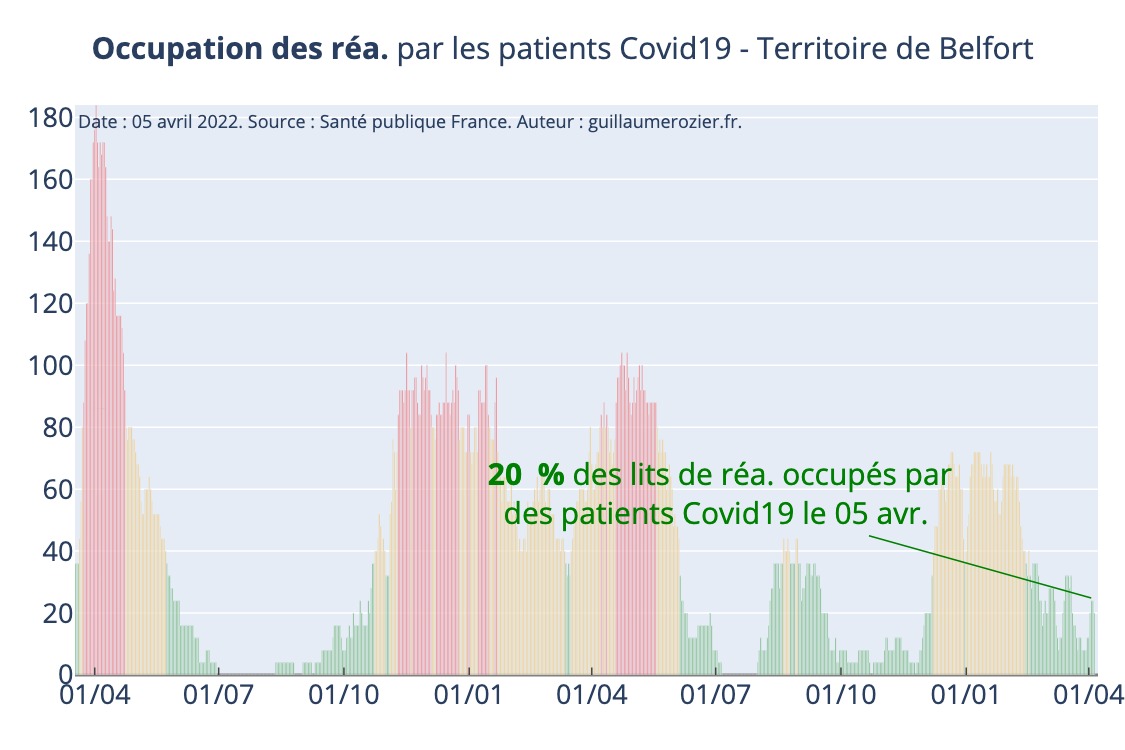 Occupation des réa. par les patients Covid19 - Territoire de Belfort
180
Date : 05 avril 2022. Source : Santé publique France. Auteur : guillaumerozier.fr.
160
140
120
100
80
20 % des lits de réa. occupés par
60
des patients Covid19 le 05 avr.
40
20
0
01/04 01/07 01/10 01/01 01/04 01/07 01/10 01/01 01/04